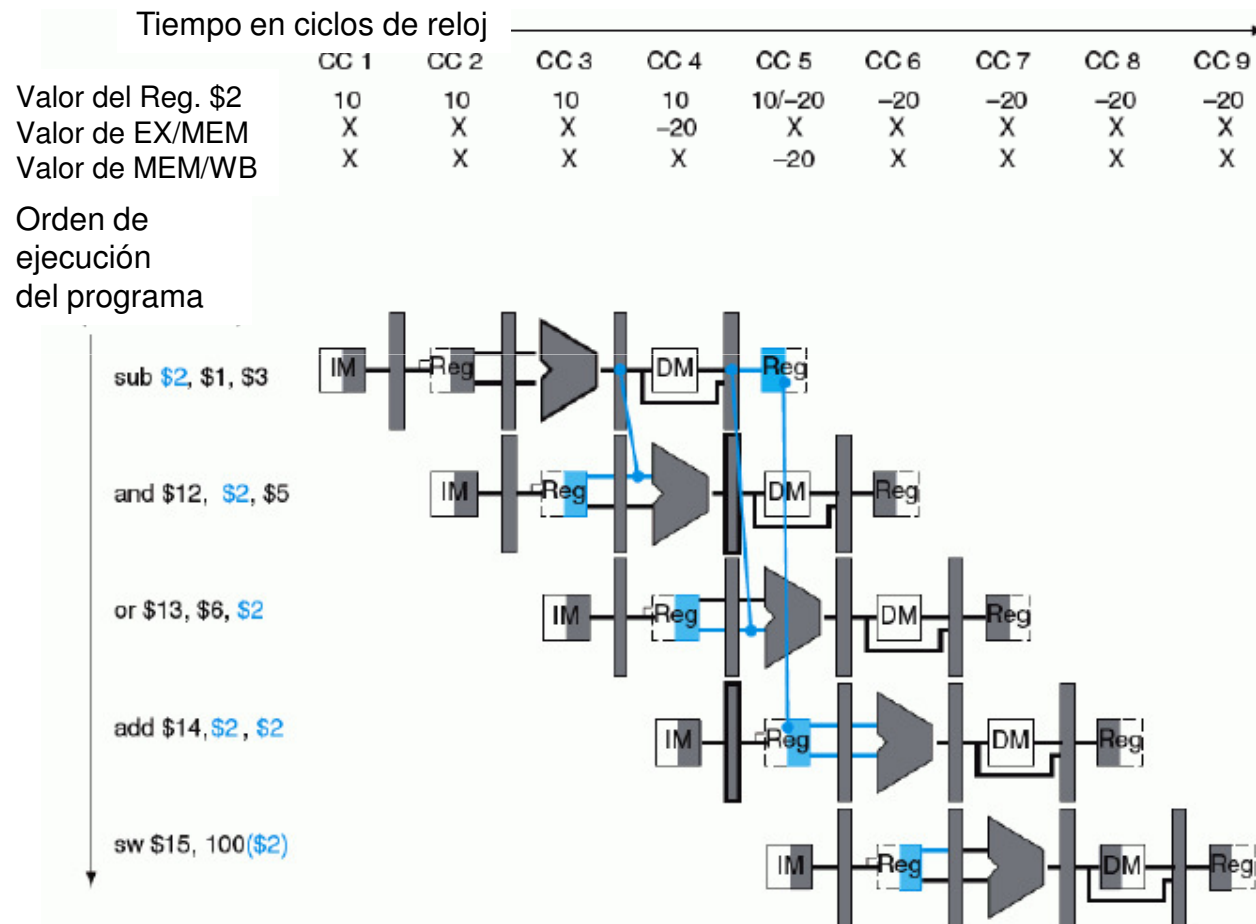 Tiempo en ciclos de reloj
CC 1 CC 2 CC 3 CC 4 CC 5 CC 6 CC 7 CC 8 CC 9
Valor del Reg. $2 10 10 10 10 10/–20 –20 –20 –20 –20
Valor de EX/MEM X X X –20 X X X X X
Valor de MEM/WB X X X X –20 X X X X
Orden de
ejecución
del programa
sub $2, $1, $3 IM Reg DM Reg
and $12, $2, $5 IM Reg DM Reg
or $13, $6, $2 IM Reg DM Reg
add $14, $2, $2 IM Reg DM Reg
sw $15, 100($2) IM Reg DM Reg